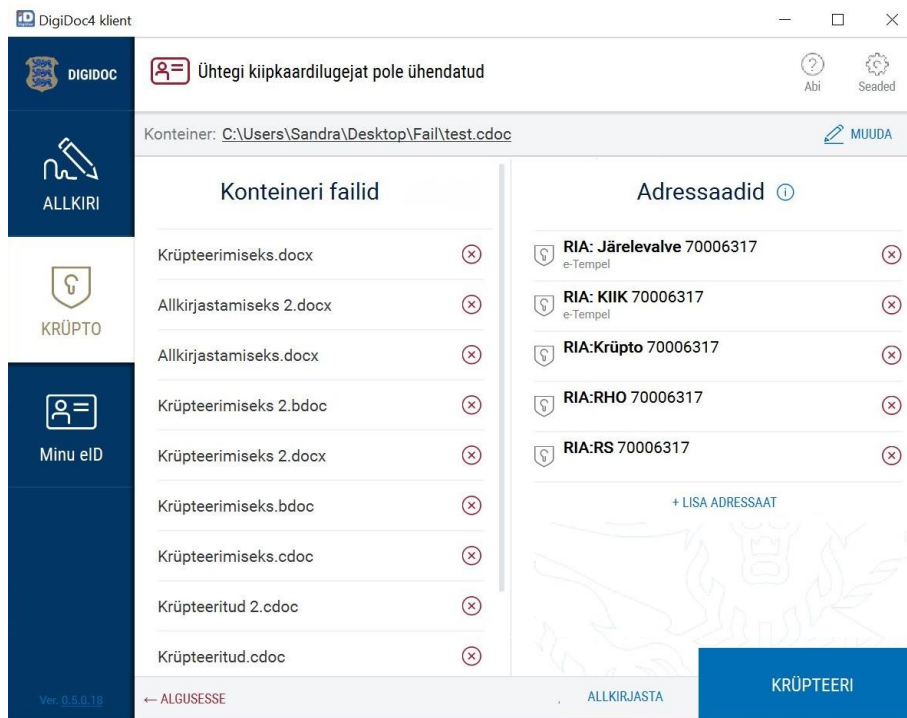 DigiDoc4 klient
DIGIDOC
Ühtegi kiipkaardilugejat pole ühendatud
Abi
Seaded
Konteiner: C:\Users\Sandra\Desktop\Fail\test.cdoc
MUUDA
ALLKIRI
KRÜPTO
Minu eID
Ver. 0.5.0.18
Konteineri failid
Krüpteerimiseks.docx
Allkirjastamiseks 2.docx
Allkirjastamiseks.docx
Krüpteerimiseks 2.bdoc
Krüpteerimiseks 2.docx
Krüpteerimiseks.bdoc
Krüpteerimiseks.cdoc
Krüpteeritud 2.cdoc
Krüpteeritud.cdoc
Adressaadid
RIA: Järelevalve 70006317
e-Tempel
RIA: KIIK 70006317
e-Tempel
RIA:Krüpto 70006317
RIA:RHO 70006317
RIA:RS 70006317
+ LISA ADRESSAAT
← ALGUSESSE
ALLKIRJASTA
KRÜPTEERI